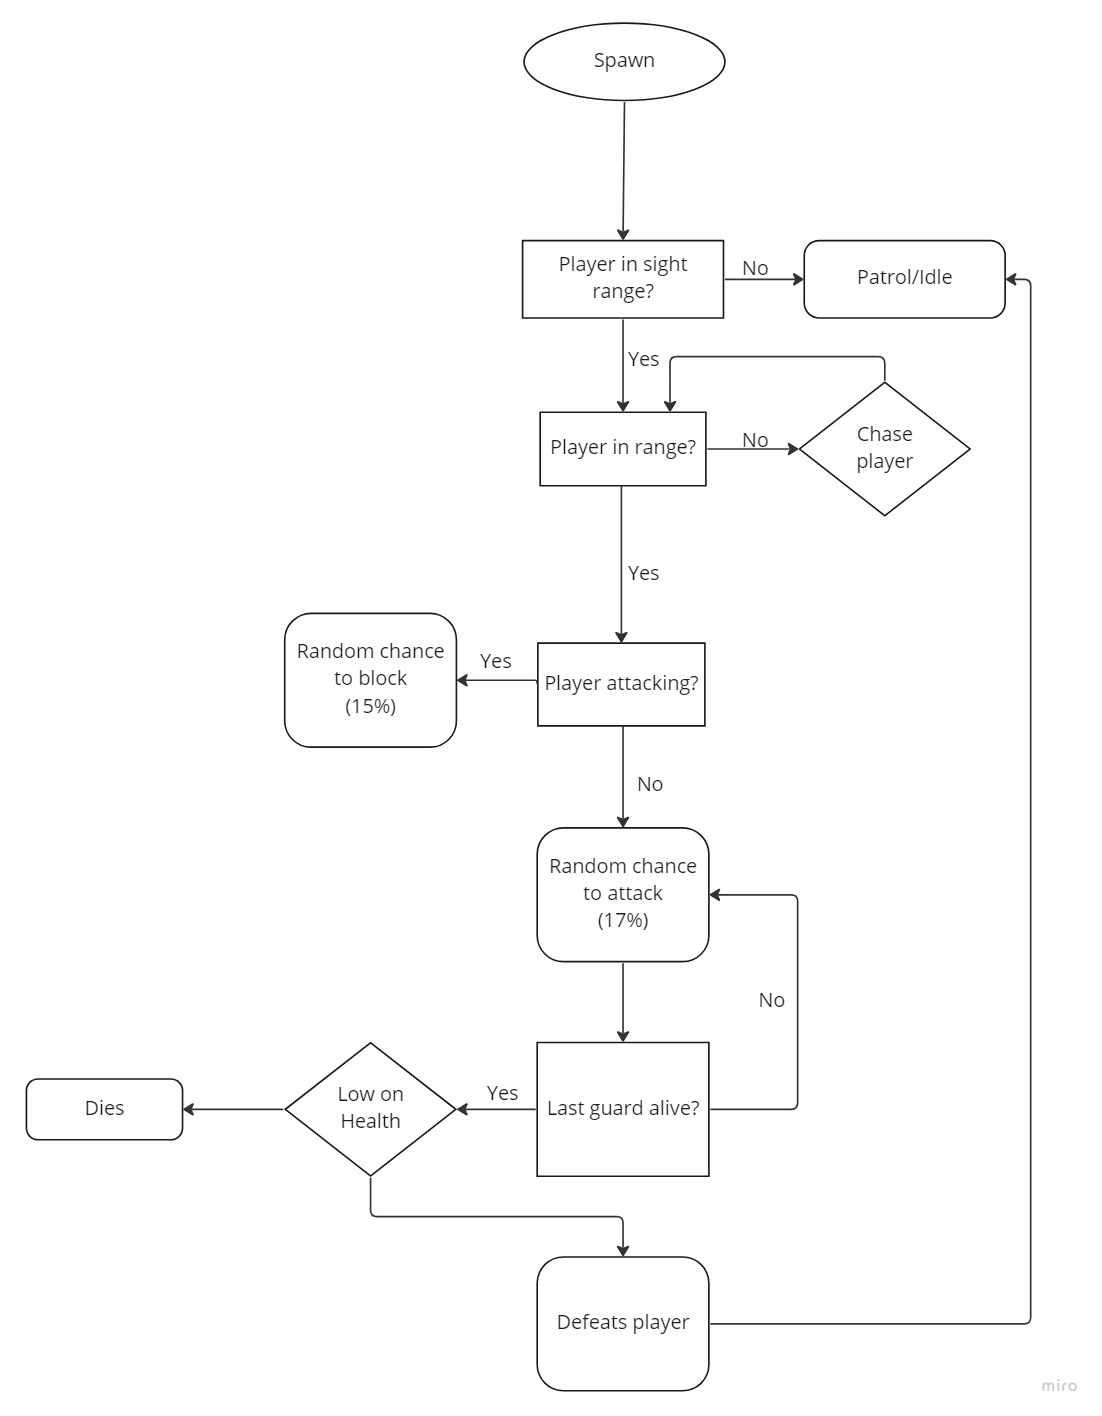 Spawn
Player in sight
range?
No
Patrol/Idle
Yes
Player in range?
No
Chase
player
Yes
Random chance
to block
(15%)
Yes
Player attacking?
No
Random chance
to attack
(17%)
No
Dies
Low on
Health
Yes
Last guard alive?
Defeats player
miro